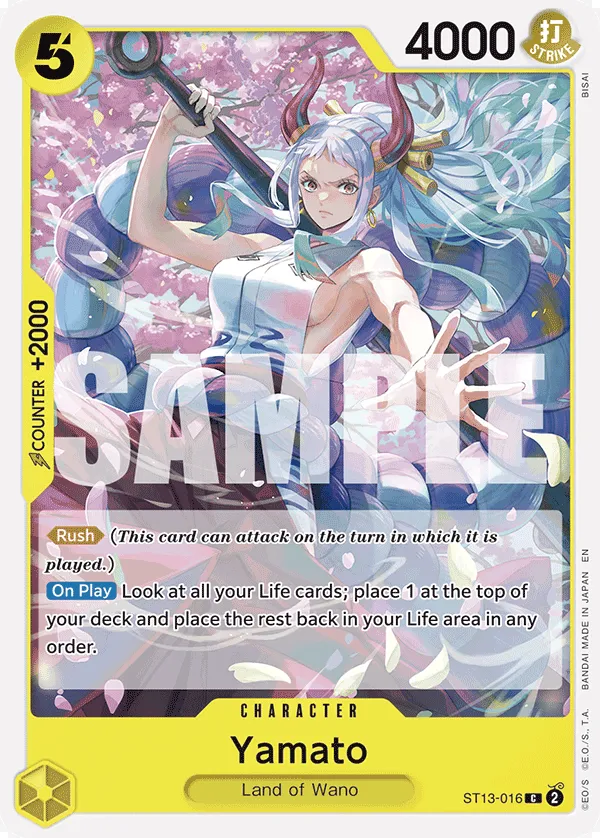 5
4000
打
STRIKE
BISAI
COUNTER +2000
SAMPLE
Rush (This card can attack on the turn in which it is
played.)
On Play Look at all your Life cards; place 1 at the top of
your deck and place the rest back in your Life area in any
order.
CHARACTER
Yamato
Land of Wano
ST13-016 C 2
©EO/S ©E.O./S., T.A. BANDAI MADE IN JAPAN EN